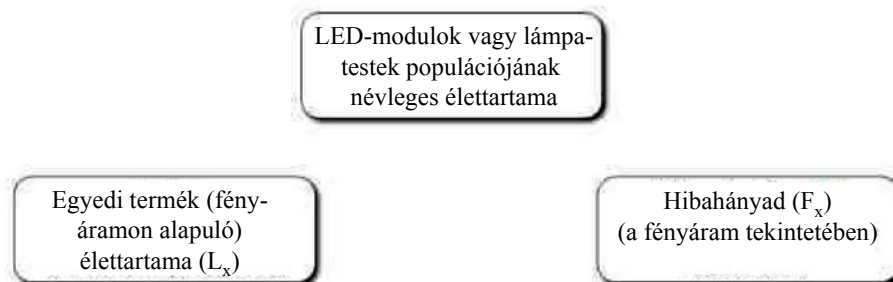 LED-modulok vagy lámpa-
testek populációjának
névleges élettartama
Egyedi termék (fény-
áramon alapuló)
élettartama (Lₓ)
Hibahányad (Fₓ)
(a fényáram tekintetében)